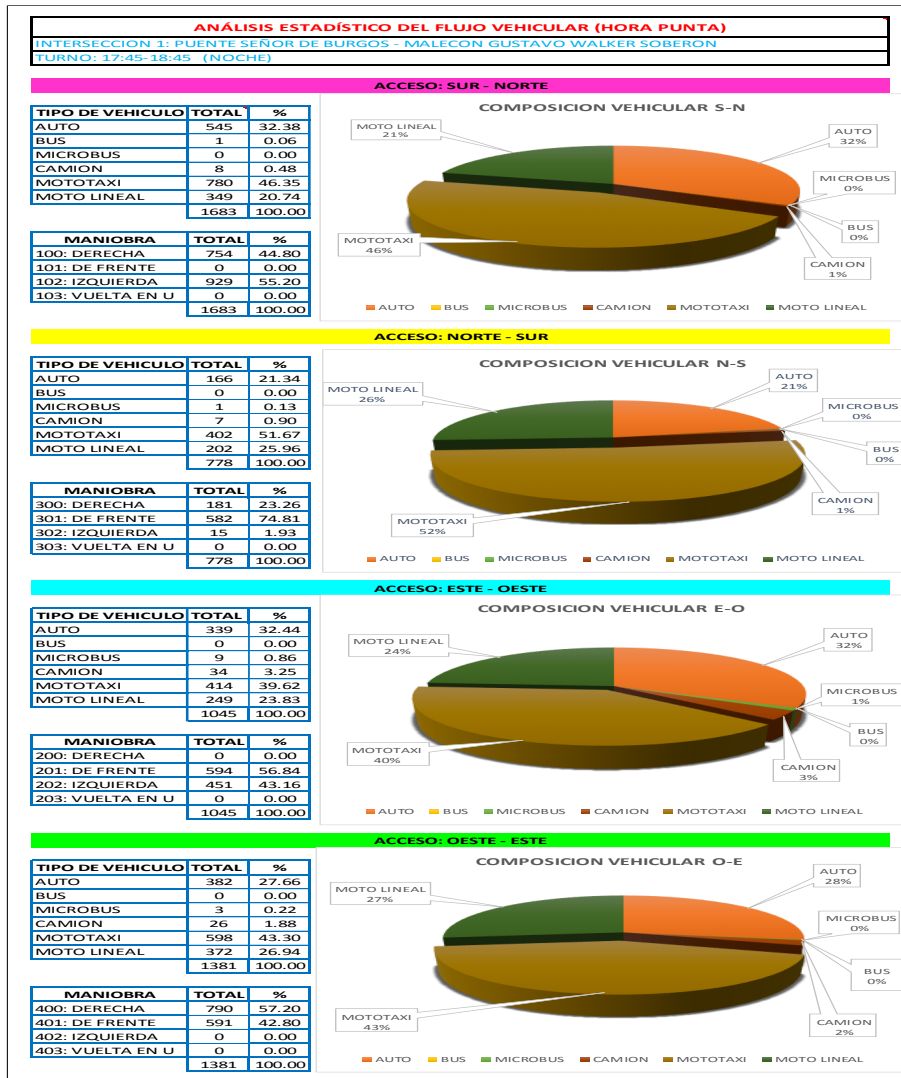 ANÁLISIS ESTADÍSTICO DEL FLUJO VEHICULAR (HORA PUNTA)
INTERSECCION 1: PUENTE SEÑOR DE BURGOS - MALECON GUSTAVO WALKER SOBERON
TURNO: 17:45-18:45 (NOCHE)
ACCESO: SUR - NORTE
TIPO DE VEHICULO TOTAL %
AUTO 545 32.38
BUS 1 0.06
MICROBUS 0 0.00
CAMION 8 0.48
MOTOTAXI 780 46.35
MOTO LINEAL 349 20.74
1683 100.00
MANIOBRA TOTAL %
100: DERECHA 754 44.80
101: DE FRENTE 0 0.00
102: IZQUIERDA 929 55.20
103: VUELTA EN U 0 0.00
1683 100.00
COMPOSICION VEHICULAR S-N
MOTO LINEAL
21%
AUTO
32%
MICROBUS
0%
BUS
0%
CAMION
1%
MOTOTAXI
46%
AUTO BUS MICROBUS CAMION MOTOTAXI MOTO LINEAL
ACCESO: NORTE - SUR
TIPO DE VEHICULO TOTAL %
AUTO 166 21.34
BUS 0 0.00
MICROBUS 1 0.13
CAMION 7 0.90
MOTOTAXI 402 51.67
MOTO LINEAL 202 25.96
778 100.00
MANIOBRA TOTAL %
300: DERECHA 181 23.26
301: DE FRENTE 582 74.81
302: IZQUIERDA 15 1.93
303: VUELTA EN U 0 0.00
778 100.00
COMPOSICION VEHICULAR N-S
MOTO LINEAL
26%
AUTO
21%
MICROBUS
0%
BUS
0%
CAMION
1%
MOTOTAXI
52%
AUTO BUS MICROBUS CAMION MOTOTAXI MOTO LINEAL
ACCESO: ESTE - OESTE
TIPO DE VEHICULO TOTAL %
AUTO 339 32.44
BUS 0 0.00
MICROBUS 9 0.86
CAMION 34 3.25
MOTOTAXI 414 39.62
MOTO LINEAL 249 23.83
1045 100.00
MANIOBRA TOTAL %
200: DERECHA 0 0.00
201: DE FRENTE 594 56.84
202: IZQUIERDA 451 43.16
203: VUELTA EN U 0 0.00
1045 100.00
COMPOSICION VEHICULAR E-O
MOTO LINEAL
24%
AUTO
32%
MICROBUS
1%
BUS
0%
CAMION
3%
MOTOTAXI
40%
AUTO BUS MICROBUS CAMION MOTOTAXI MOTO LINEAL
ACCESO: OESTE - ESTE
TIPO DE VEHICULO TOTAL %
AUTO 382 27.66
BUS 0 0.00
MICROBUS 3 0.22
CAMION 26 1.88
MOTOTAXI 598 43.30
MOTO LINEAL 372 26.94
1381 100.00
MANIOBRA TOTAL %
400: DERECHA 790 57.20
401: DE FRENTE 591 42.80
402: IZQUIERDA 0 0.00
403: VUELTA EN U 0 0.00
1381 100.00
COMPOSICION VEHICULAR O-E
MOTO LINEAL
27%
AUTO
28%
MICROBUS
0%
BUS
0%
CAMION
2%
MOTOTAXI
43%
AUTO BUS MICROBUS CAMION MOTOTAXI MOTO LINEAL